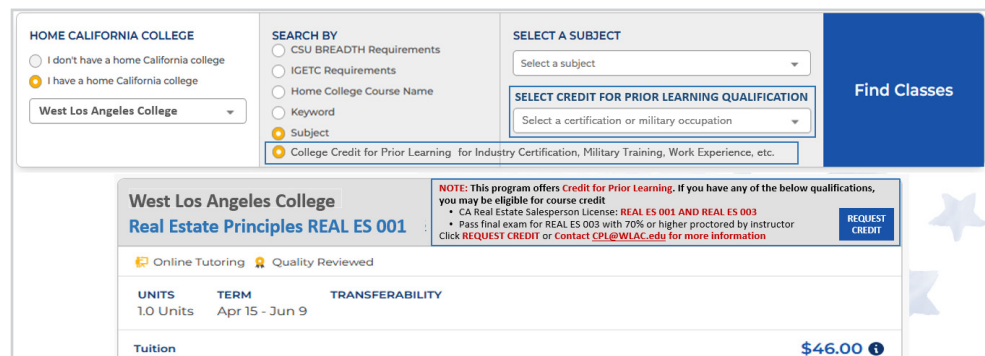 HOME CALIFORNIA COLLEGE
I don't have a home California college
I have a home California college
West Los Angeles College
SEARCH BY
CSU BREADTH Requirements
IGETC Requirements
Home College Course Name
Keyword
Subject
College Credit for Prior Learning for Industry Certification, Military Training, Work Experience, etc.
SELECT A SUBJECT
Select a subject
SELECT CREDIT FOR PRIOR LEARNING QUALIFICATION
Select a certification or military occupation
Find Classes
West Los Angeles College
Real Estate Principles REAL ES 001
NOTE: This program offers Credit for Prior Learning. If you have any of the below qualifications,
you may be eligible for course credit
• CA Real Estate Salesperson License: REAL ES 001 AND REAL ES 003
• Pass final exam for REAL ES 003 with 70% or higher proctored by instructor
Click REQUEST CREDIT or Contact CPL@WLAC.edu for more information
REQUEST
CREDIT
Online Tutoring Quality Reviewed
UNITS TERM TRANSFERABILITY
1.0 Units Apr 15 - Jun 9
Tuition $46.00